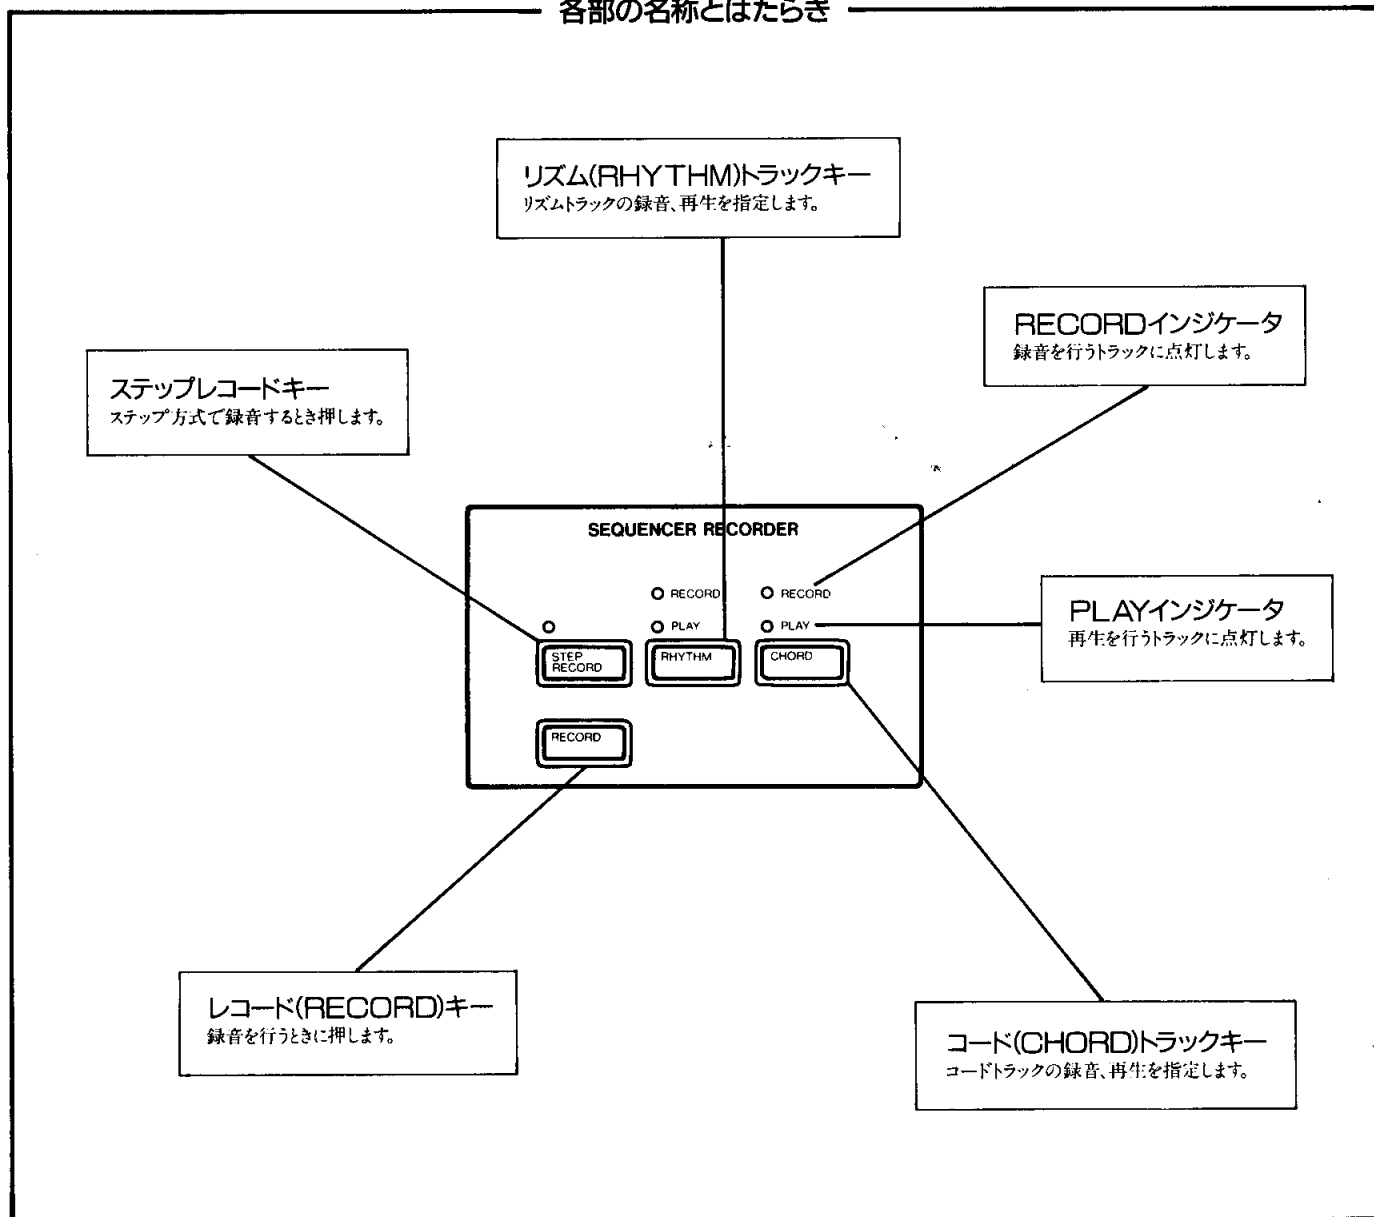 各部の名称とはたらき
リズム(RHYTHM)トラックキー
リズムトラックの録音、再生を指定します。
RECORDインジケータ
録音を行うトラックに点灯します。
ステップレコードキー
ステップ方式で録音するとき押します。
SEQUENCER RECORDER
RECORD
RECORD
PLAY
PLAY
STEP
RECORD
RHYTHM
CHORD
RECORD
PLAYインジケータ
再生を行うトラックに点灯します。
レコード(RECORD)キー
録音を行うときに押します。
コード(CHORD)トラックキー
コードトラックの録音、再生を指定します。